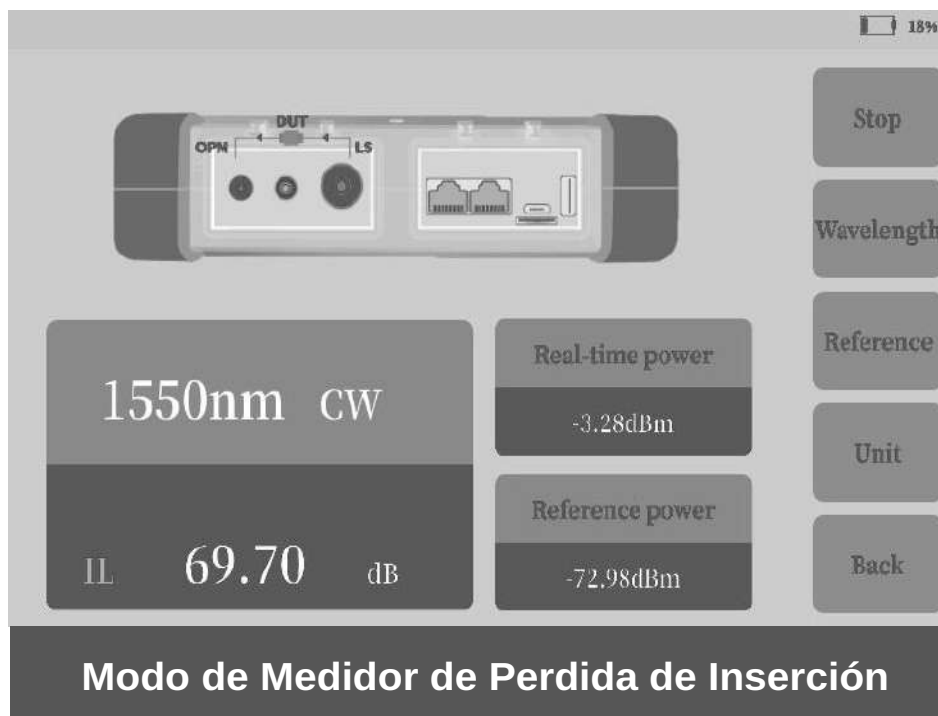 18%
DUT
OPM
LS
Stop
Wavelength
Reference
Unit
Back
1550nm CW
IL 69.70 dB
Real-time power
-3.28dBm
Reference power
-72.98dBm
Modo de Medidor de Perdida de Inserción